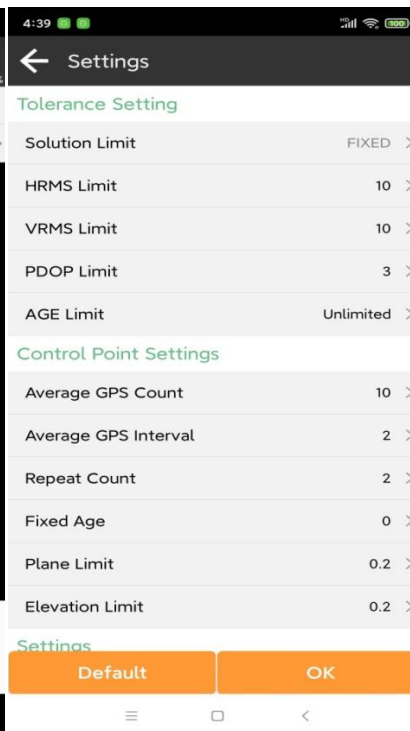 4:39 HD 100
Settings
Tolerance Setting
Solution Limit FIXED
HRMS Limit 10
VRMS Limit 10
PDOP Limit 3
AGE Limit Unlimited
Control Point Settings
Average GPS Count 10
Average GPS Interval 2
Repeat Count 2
Fixed Age 0
Plane Limit 0.2
Elevation Limit 0.2
Settings
Default OK